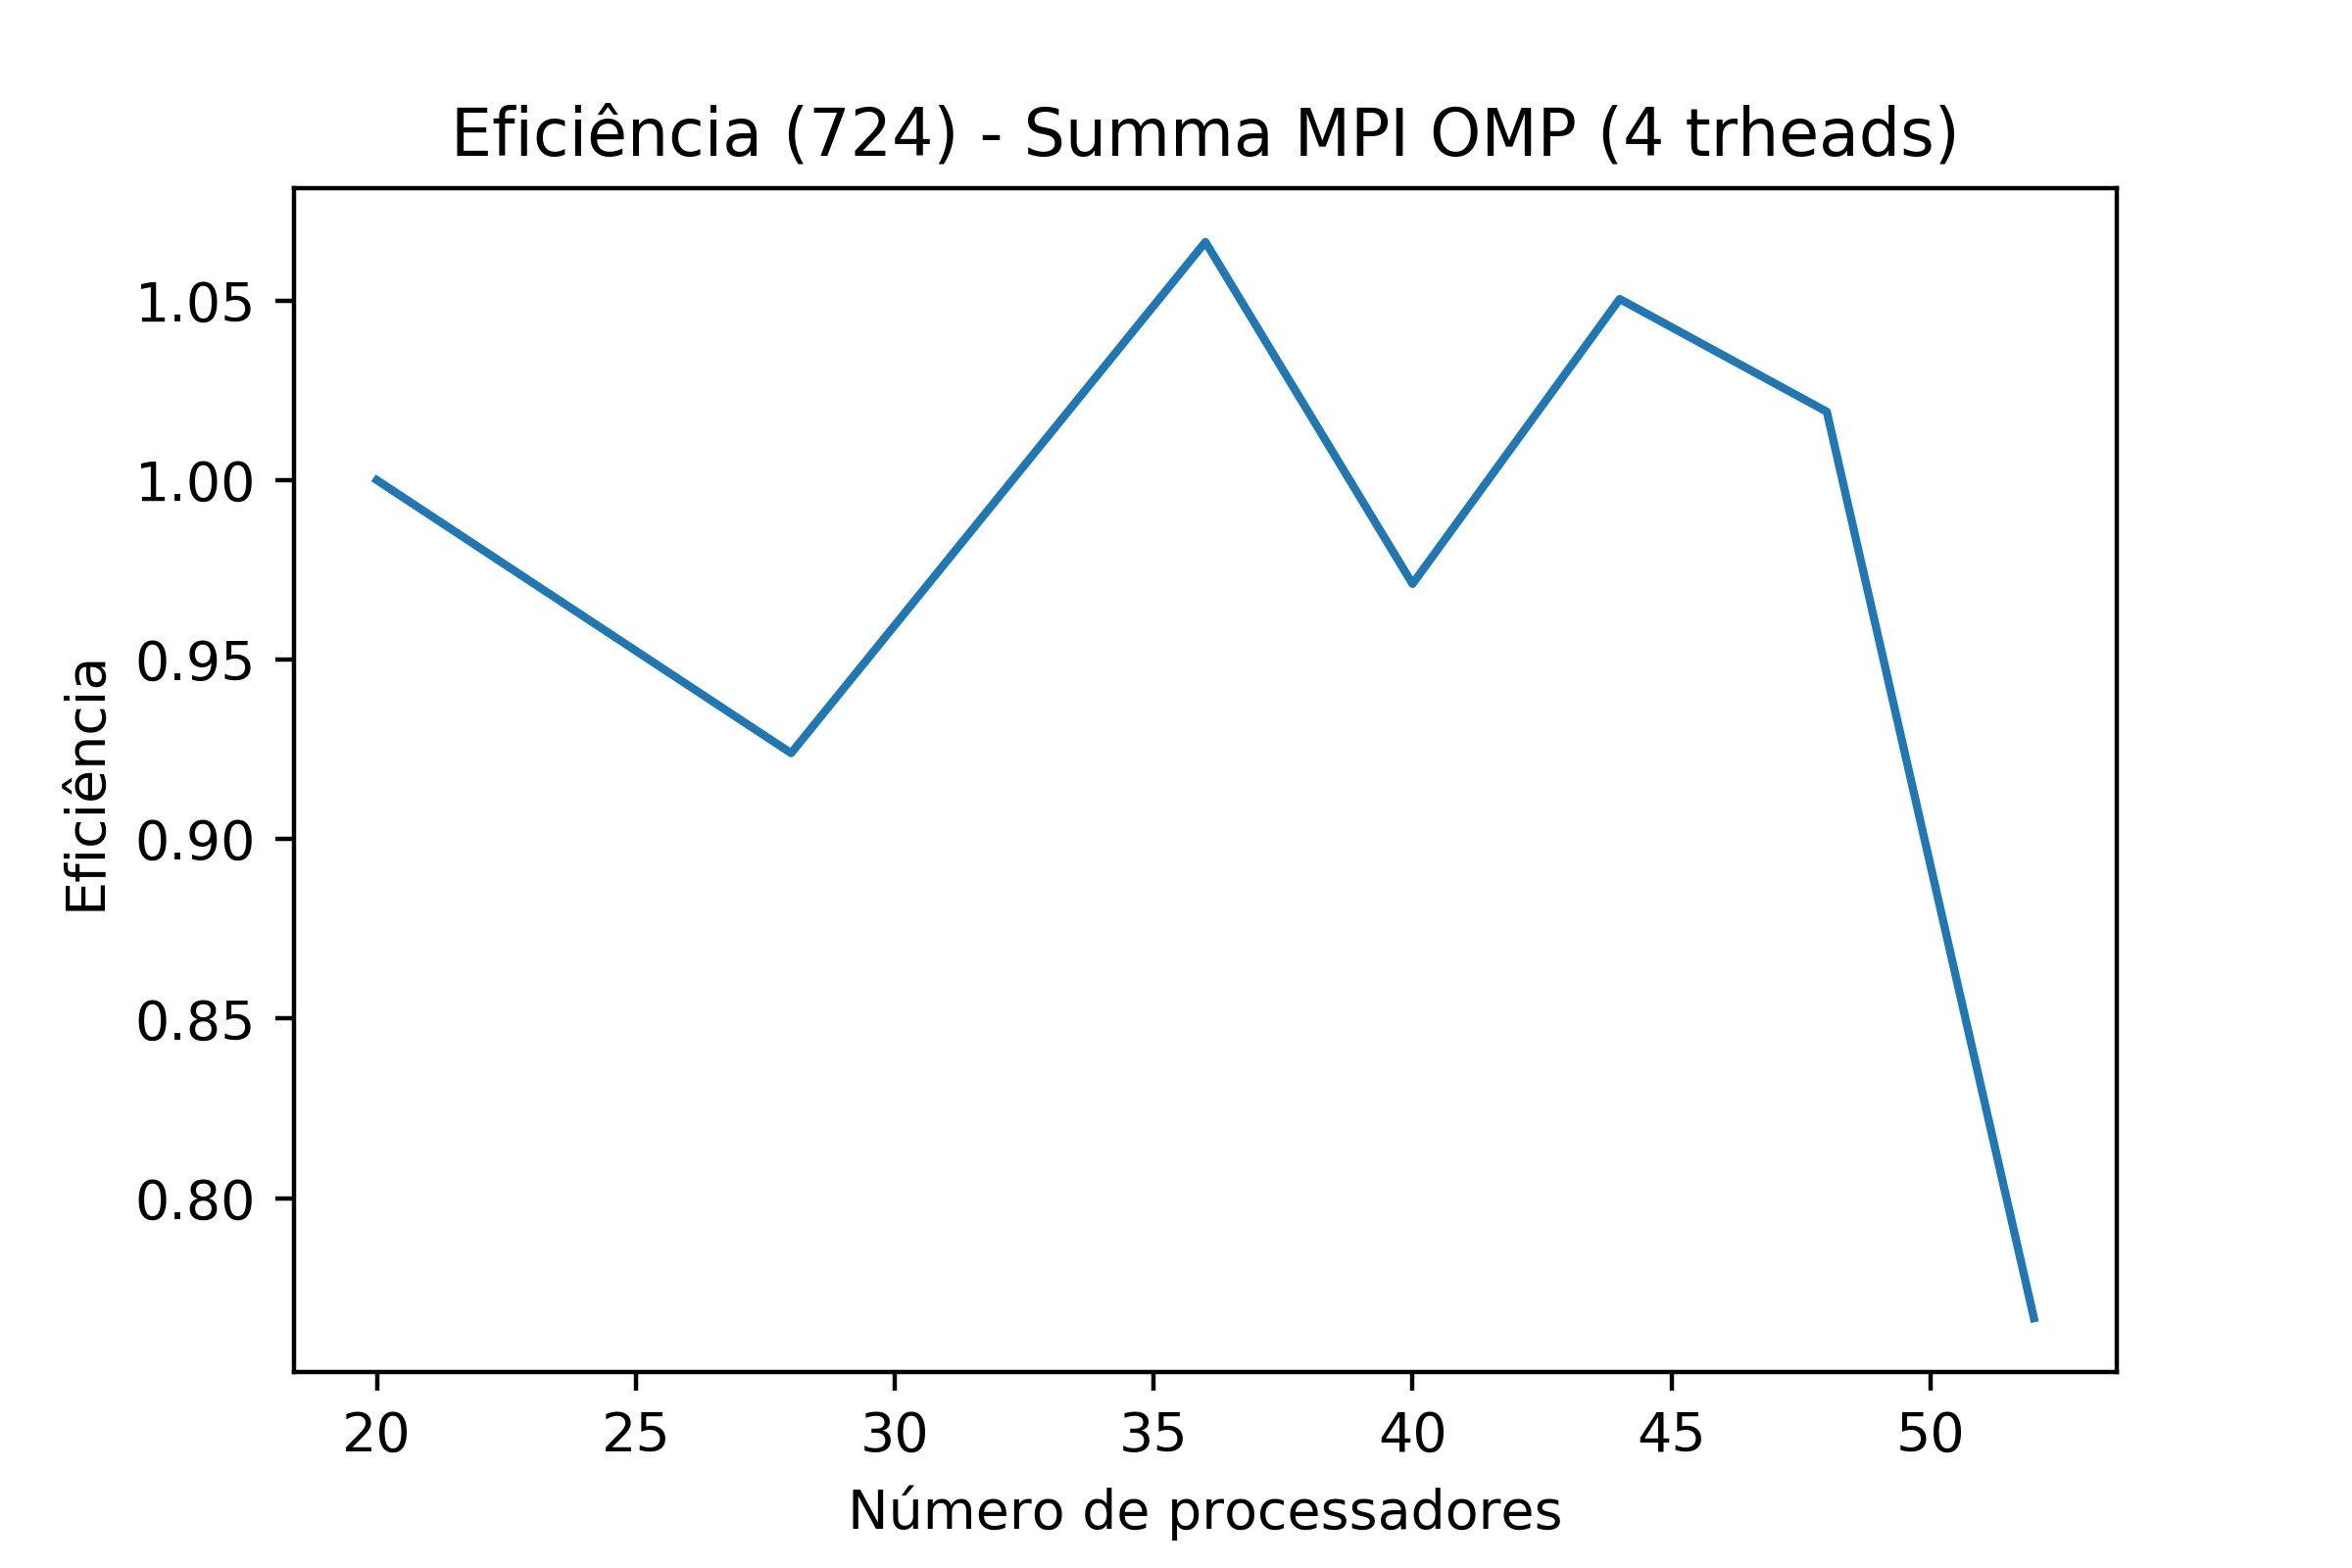 Eficiência (724) - Summa MPI OMP (4 trheads)
1.05
1.00
0.95
0.90
0.85
0.80
Eficiência
20 25 30 35 40 45 50
Número de processadores